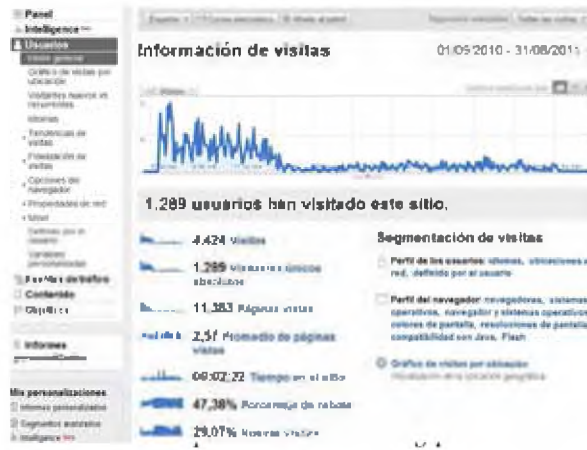 Panel
Intelligence
Usuarios
Visión general
Gráfico de visitas por
ubicación
Visitantes nuevos vs
recurrentes
Idiomas
Tendencias de
visitas
Fidelización de
visitas
Opciones del
navegador
Propiedades de red
Móvil
Definido por el
usuario
Variables
personalizadas
Fuentes de tráfico
Contenido
Objetivos
Informes
Mis personalizaciones
Informes personalizados
Segmentos avanzados
Intelligence
Información de visitas
01/09/2010 - 31/08/2011
Visitas
1.289 usuarios han visitado este sitio.
4.424 Visitas
1.289 Visitantes únicos
absolutos
11.383 Páginas vistas
2,57 Promedio de páginas
vistas
00:02:22 Tiempo en el sitio
47,38% Porcentaje de rebote
29,07% Nuevas visitas
Segmentación de visitas
Perfil de los usuarios: idiomas, ubicaciones
red, definido por el usuario
Perfil del navegador: navegadores, sistemas
operativos, navegador y sistemas operativos
colores de pantalla, resoluciones de pantalla
compatibilidad con Java, Flash
Gráfico de visitas por ubicación